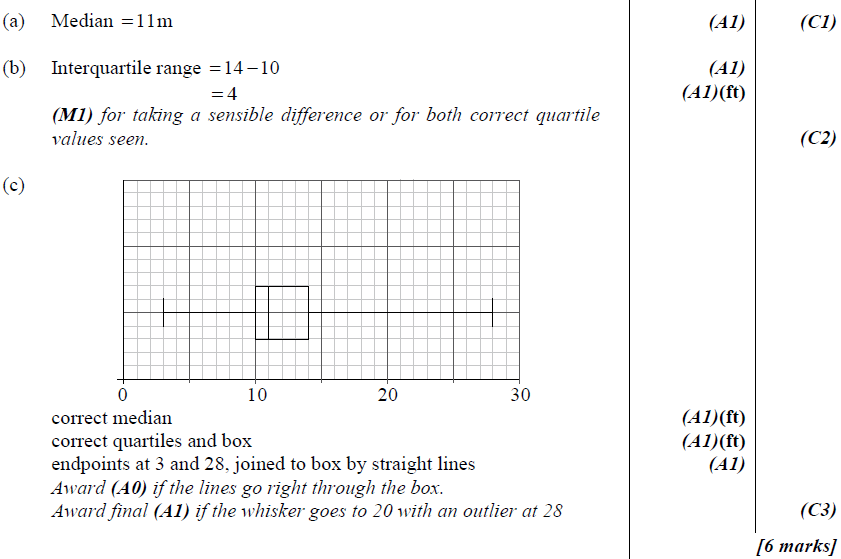 (a) Median = 11m (A1) (C1)
(b) Interquartile range = 14 – 10 (A1)
= 4 (A1)(ft)
(M1) for taking a sensible difference or for both correct quartile
values seen. (C2)
(c)
0 10 20 30
correct median (A1)(ft)
correct quartiles and box (A1)(ft)
endpoints at 3 and 28, joined to box by straight lines (A1)
Award (A0) if the lines go right through the box.
Award final (A1) if the whisker goes to 20 with an outlier at 28 (C3)
[6 marks]